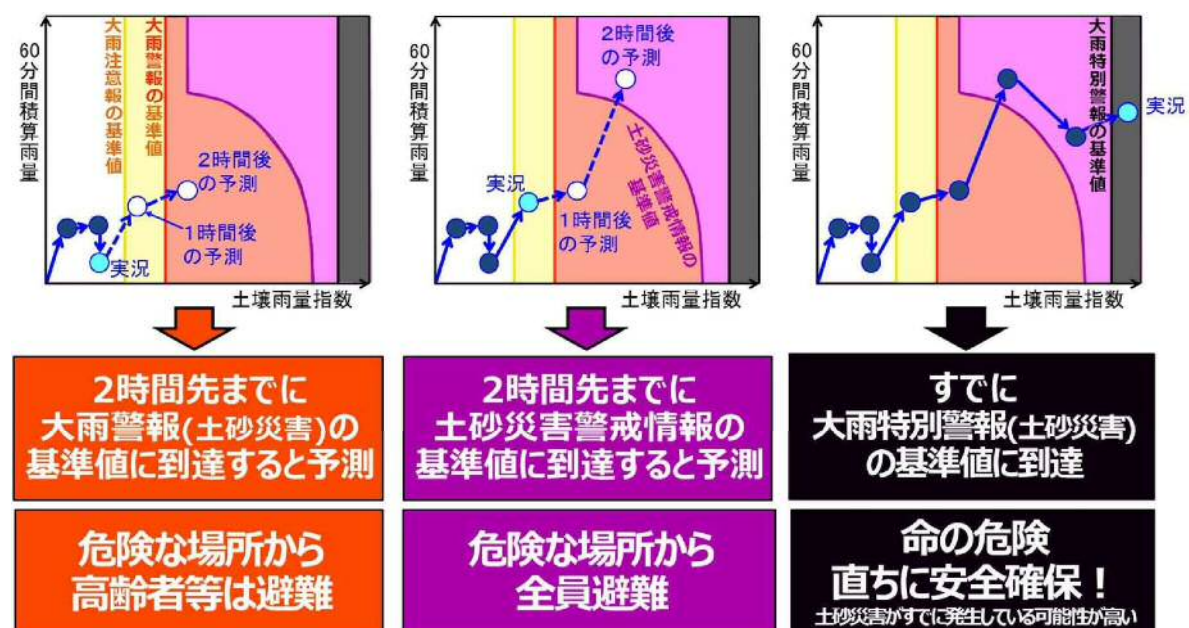 60分間積算雨量
大雨注意報の基準値
大雨警報の基準値
2時間後
の予測
1時間後
の予測
実況
土壌雨量指数
60分間積算雨量
2時間後
の予測
土砂災害警戒情報の
基準値
実況
1時間後
の予測
土壌雨量指数
60分間積算雨量
大雨特別警報の基準値
実況
土壌雨量指数
2時間先までに
大雨警報(土砂災害)の
基準値に到達すると予測
2時間先までに
土砂災害警戒情報の
基準値に到達すると予測
すでに
大雨特別警報(土砂災害)
の基準値に到達
危険な場所から
高齢者等は避難
危険な場所から
全員避難
命の危険
直ちに安全確保！
土砂災害がすでに発生している可能性が高い